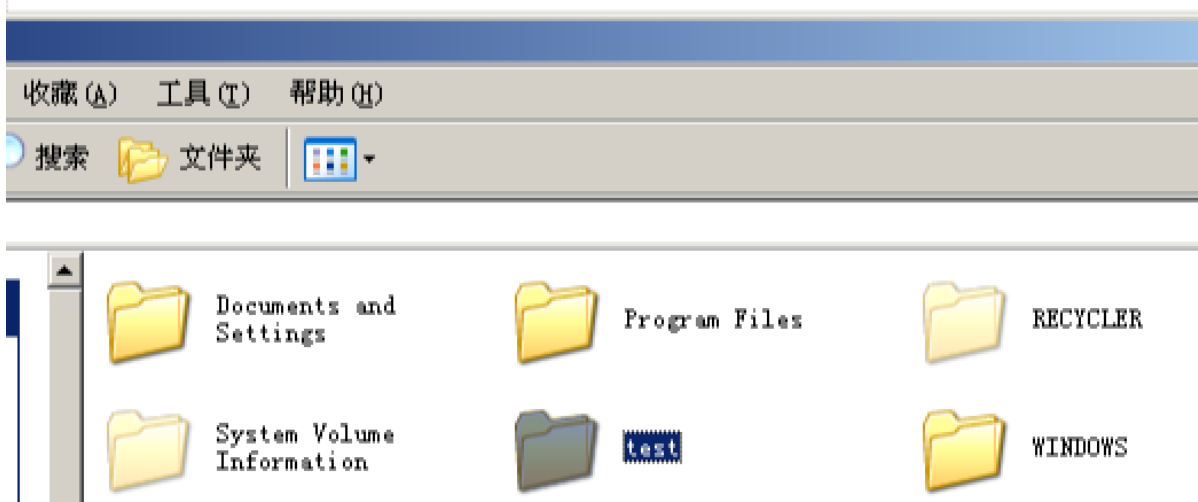 收藏(A) 工具(T) 帮助(H)
搜索 文件夹
Documents and
Settings
Program Files
RECYCLER
System Volume
Information
test
WINDOWS